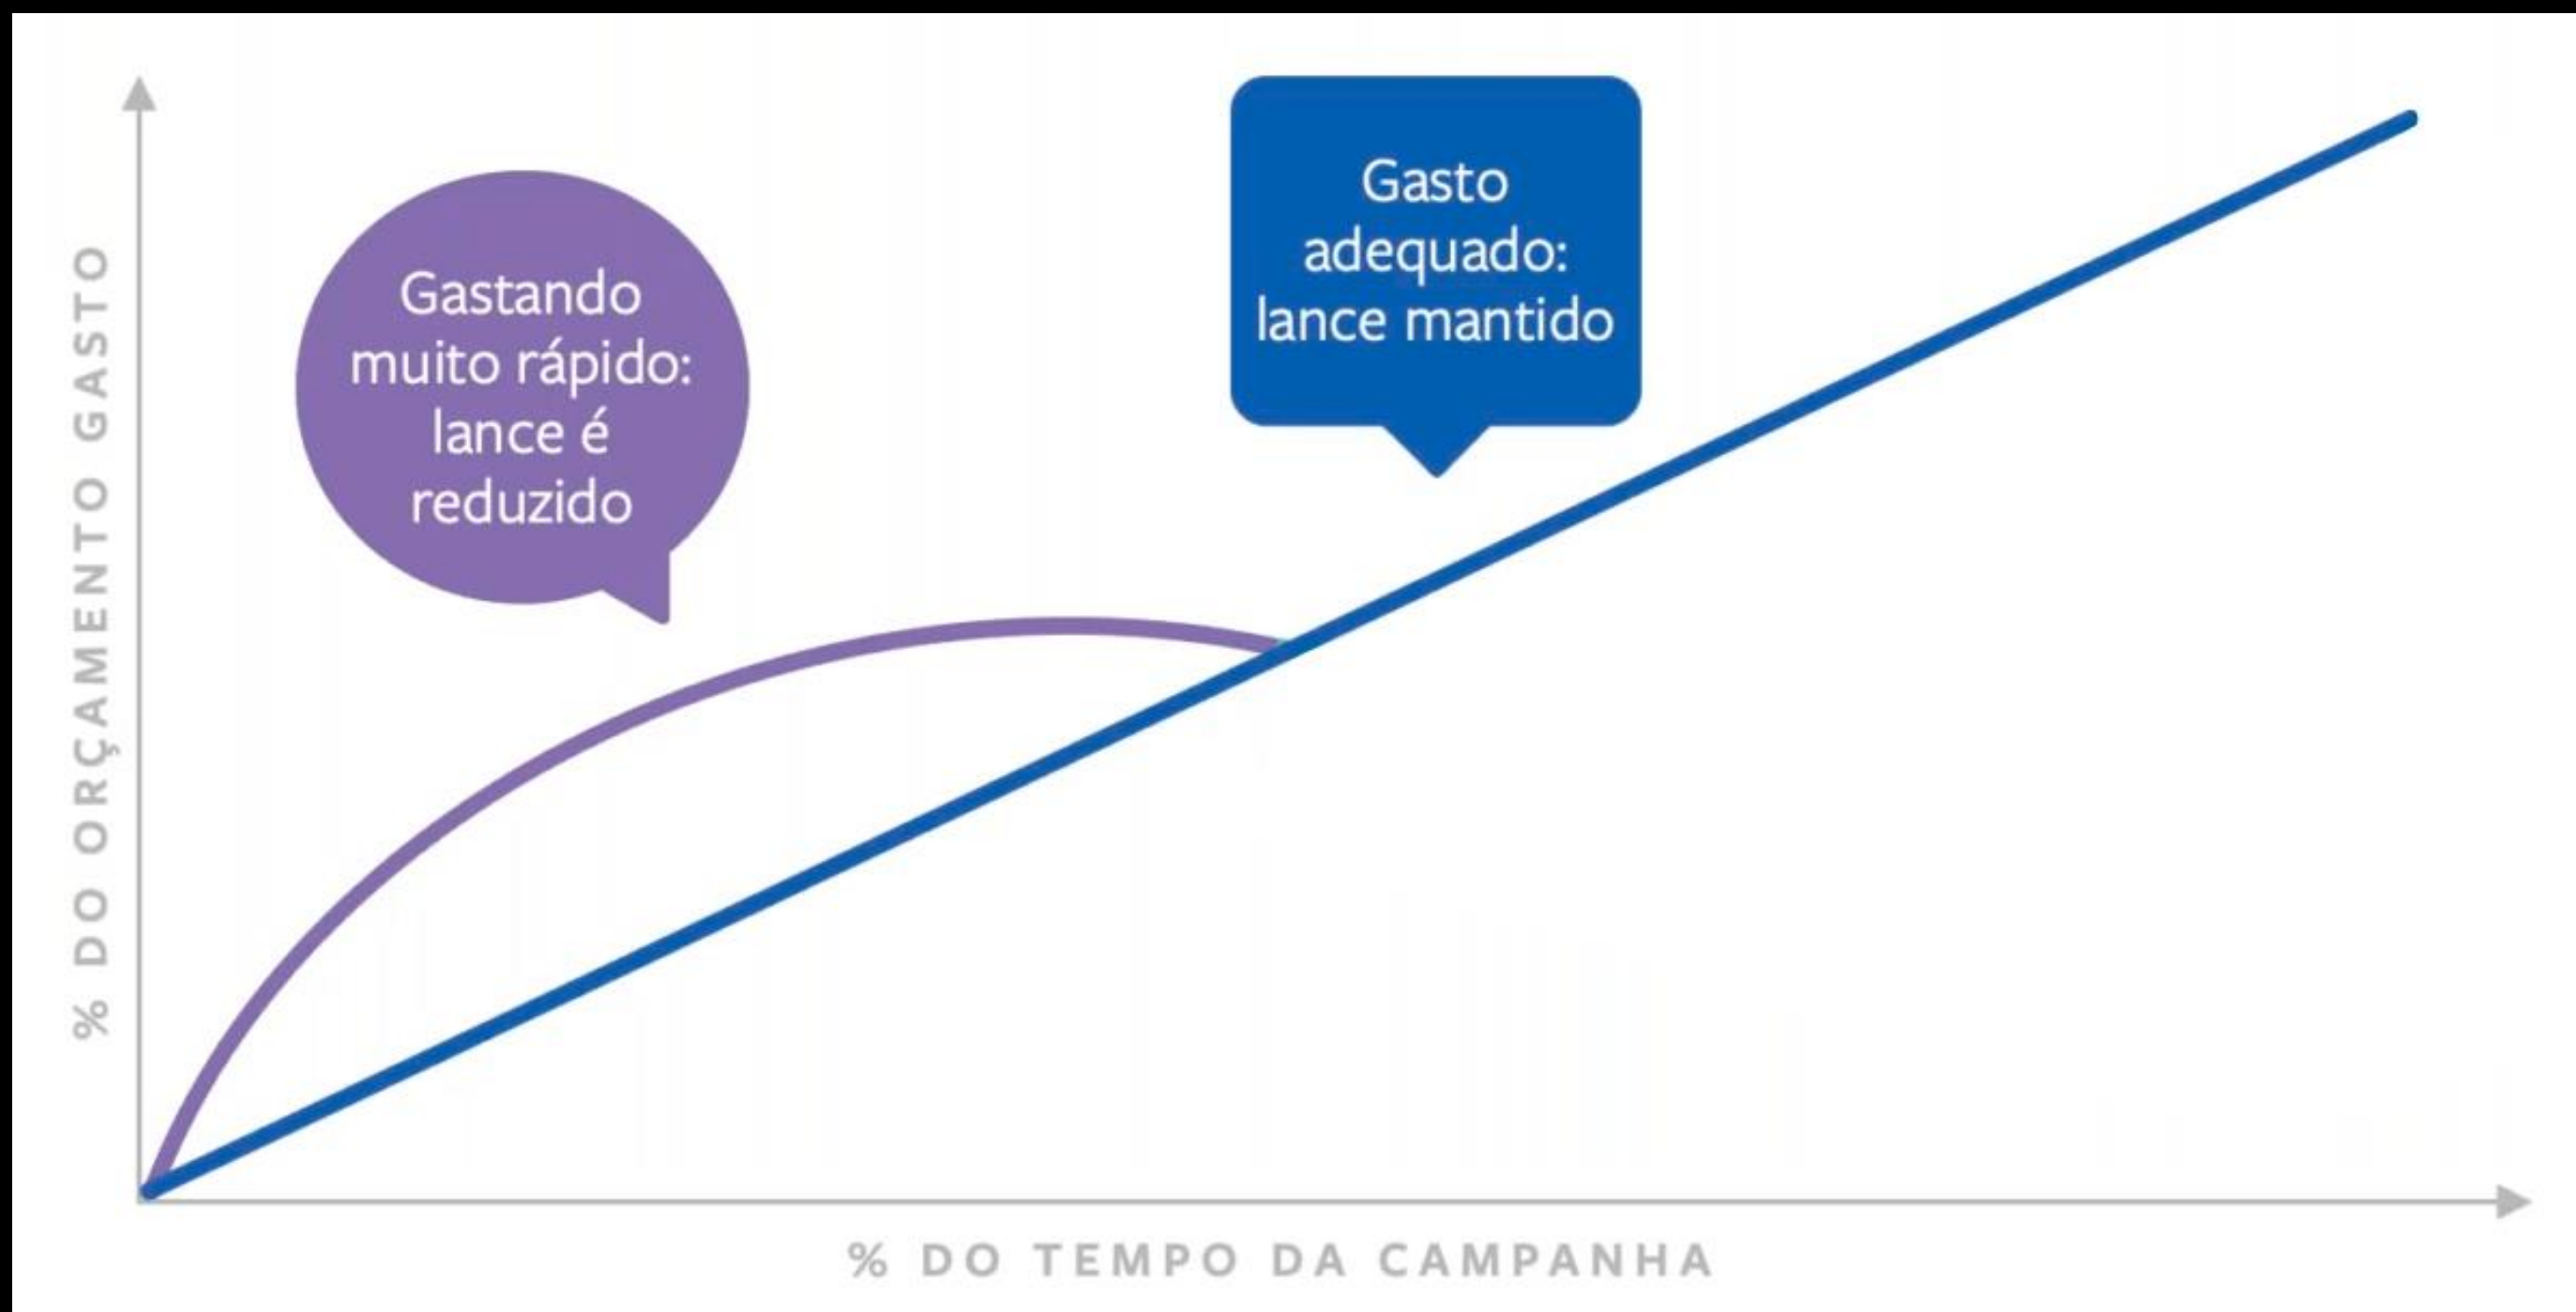 % DO ORÇAMENTO GASTO
Gastando
muito rápido:
lance é
reduzido
Gasto
adequado:
lance mantido
% DO TEMPO DA CAMPANHA